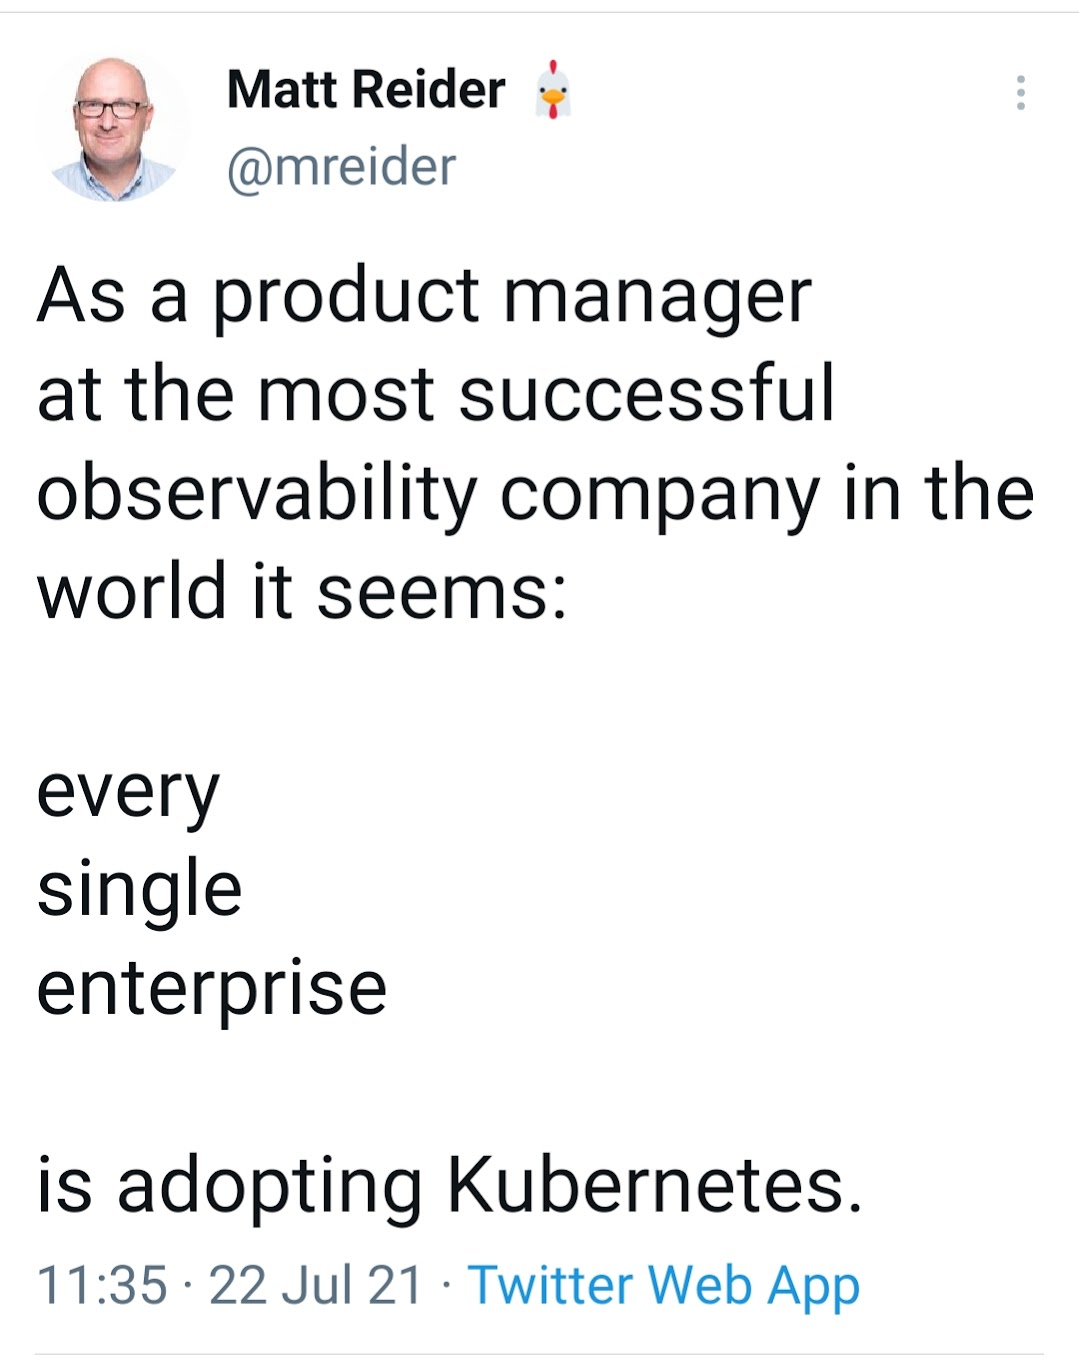 Matt Reider 🐔
@mreider
As a product manager
at the most successful
observability company in the
world it seems:
every
single
enterprise
is adopting Kubernetes.
11:35 · 22 Jul 21 · Twitter Web App